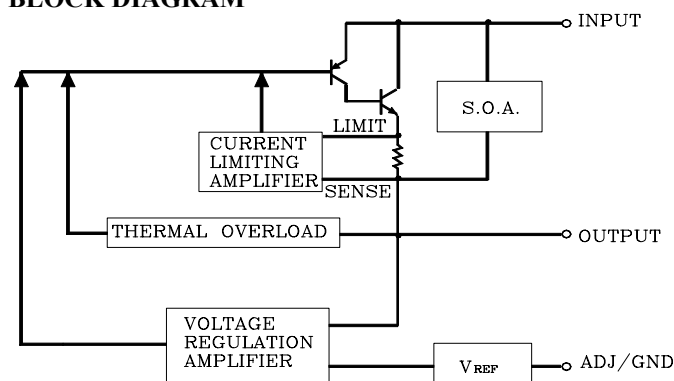 BLOCK DIAGRAM
INPUT
S.O.A.
LIMIT
CURRENT
LIMITING
AMPLIFIER
SENSE
THERMAL OVERLOAD
OUTPUT
VOLTAGE
REGULATION
AMPLIFIER
VREF
ADJ/GND